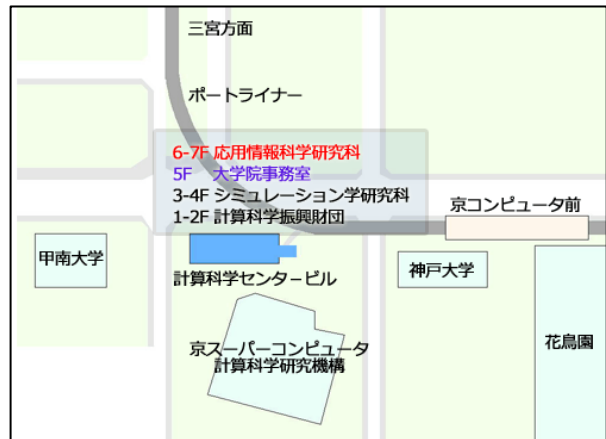 三宮方面
ポートライナー
6-7F 応用情報科学研究科
5F 大学院事務室
3-4F シミュレーション学研究科
1-2F 計算科学振興財団
京コンピュータ前
甲南大学
計算科学センタービル
神戸大学
京スーパーコンピュータ
計算科学研究機構
花鳥園